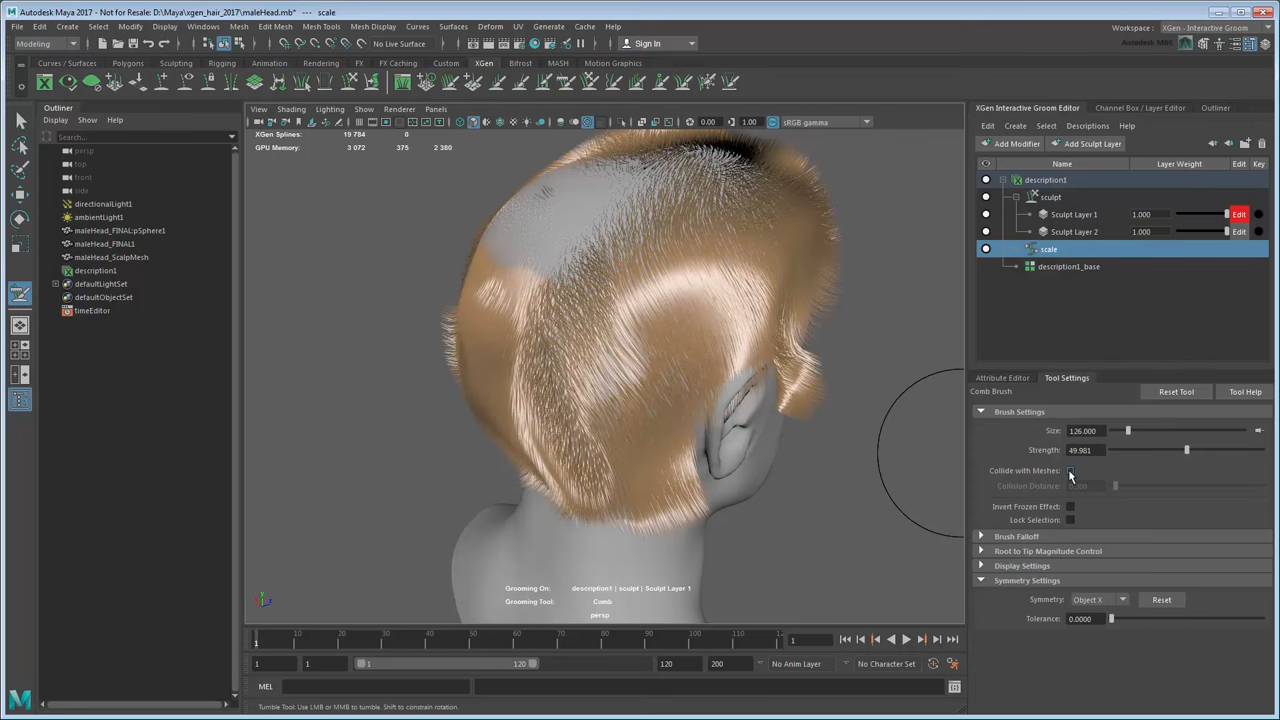 Autodesk Maya 2017 - Not for Resale: D:\Maya\xgen_hair_2017\maleHead.mb* --- scale
File Edit Create Select Modify Display Windows Mesh Edit Mesh Mesh Tools Mesh Display Curves Surfaces Deform UV Generate Cache Help
Workspace: XGen - Interactive Groom
Modeling No Live Surface Sign In
Curves / Surfaces Polygons Sculpting Rigging Animation Rendering FX FX Caching Custom XGen Bifrost MASH Motion Graphics
Outliner
Display Show Help
Search...
persp
top
front
side
directionalLight1
ambientLight1
maleHead_FINAL:pSphere1
maleHead_FINAL1
maleHead_ScalpMesh
description1
defaultLightSet
defaultObjectSet
timeEditor
View Shading Lighting Show Renderer Panels
0.00 1.00 sRGB gamma
XGen Splines: 19 784 0
GPU Memory: 3 072 375 2 380
Grooming On: description1 | sculpt | Sculpt Layer 1
Grooming Tool: Comb
persp
XGen Interactive Groom Editor Channel Box / Layer Editor Outliner
Edit Create Select Descriptions Help
Add Modifier Add Sculpt Layer
Name Layer Weight Edit Key
description1
sculpt
Sculpt Layer 1 1.000 Edit
Sculpt Layer 2 1.000 Edit
scale
description1_base
Attribute Editor Tool Settings
Comb Brush Reset Tool Tool Help
Brush Settings
Size: 126.000
Strength: 49.981
Collide with Meshes:
Collision Distance:
Invert Frozen Effect:
Lock Selection:
Brush Falloff
Root to Tip Magnitude Control
Display Settings
Symmetry Settings
Symmetry: Object X Reset
Tolerance: 0.0000
1 10 20 30 40 50 60 70 80 90 100 110 12 1
1 1 1 120 120 200 No Anim Layer No Character Set
MEL
Tumble Tool: Use LMB or MMB to tumble. Shift to constrain rotation.